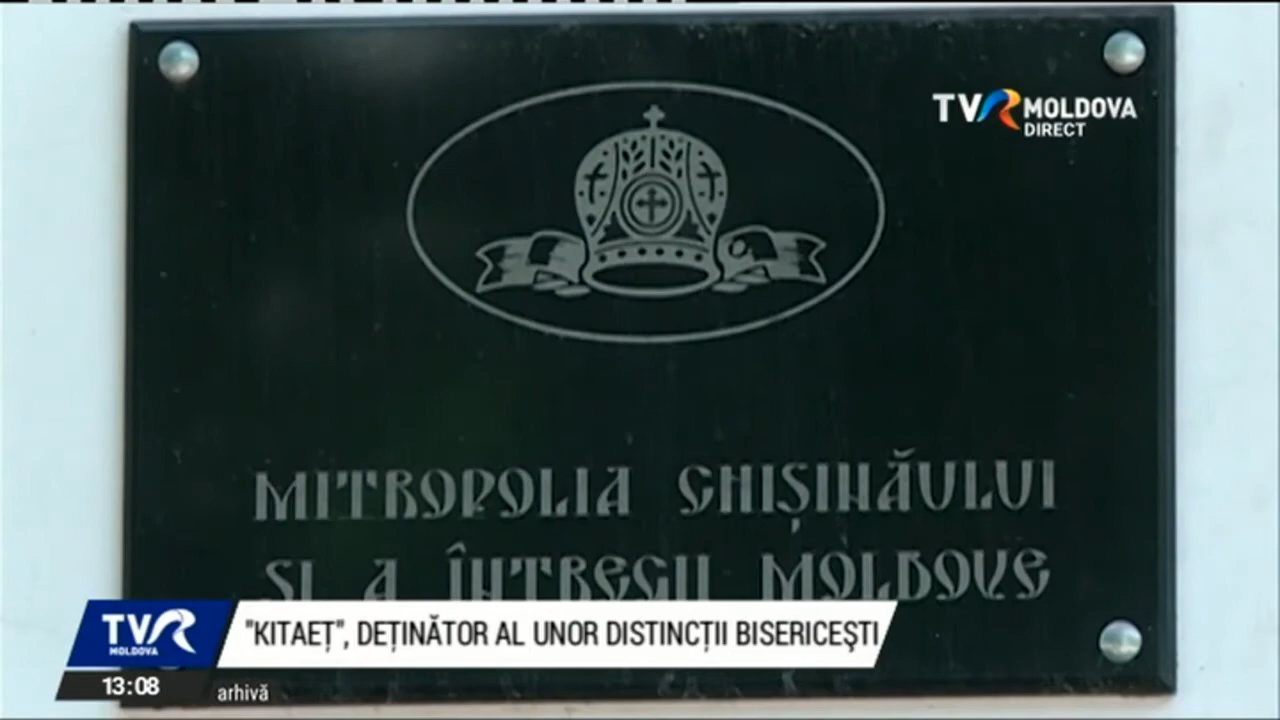 TVR MOLDOVA
DIRECT
MITROPOLIA CHIȘINĂULUI
ȘI A ÎNTREGII MOLDOVE
TVR
MOLDOVA
"KITAEȚ", DEȚINĂTOR AL UNOR DISTINCȚII BISERICEȘTI
13:08
arhivă